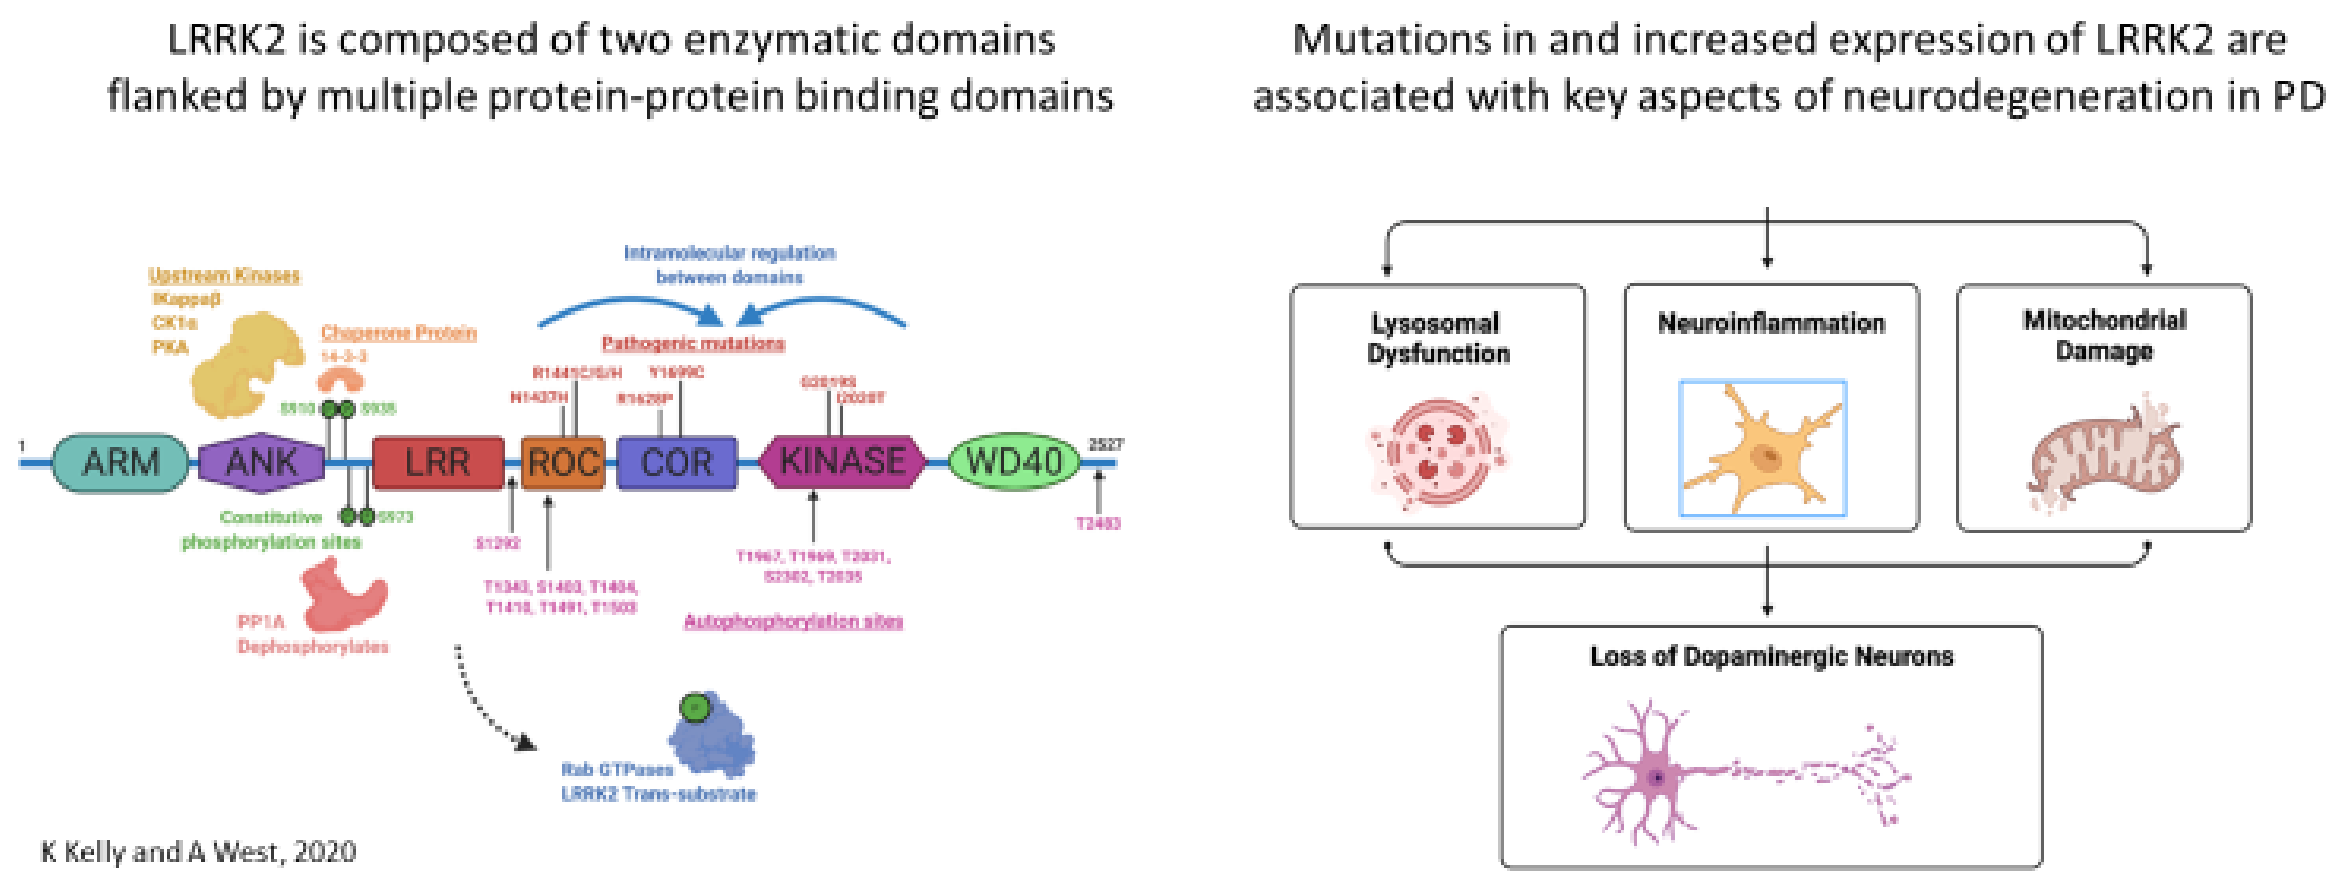 LRRK2 is composed of two enzymatic domains
flanked by multiple protein-protein binding domains
Mutations in and increased expression of LRRK2 are
associated with key aspects of neurodegeneration in PD
Intramolecular regulation
between domains
Upstream Kinases
IKappaβ
CK1α
PKA
Chaperone Protein
14-3-3
Pathogenic mutations
R1441C/G/H
Y1699C
N1437H
R1628P
G2019S
I2020T
S910
S935
1
ARM
ANK
LRR
ROC
COR
KINASE
WD40
2527
Constitutive
phosphorylation sites
S973
S1292
T1343, S1403, T1404,
T1410, T1491, T1503
T1967, T1969, T2031,
S2302, T2035
T2483
Autophosphorylation sites
PP1A
Dephosphorylates
Rab GTPases
LRRK2 Trans-substrate
K Kelly and A West, 2020
Lysosomal
Dysfunction
Neuroinflammation
Mitochondrial
Damage
Loss of Dopaminergic Neurons